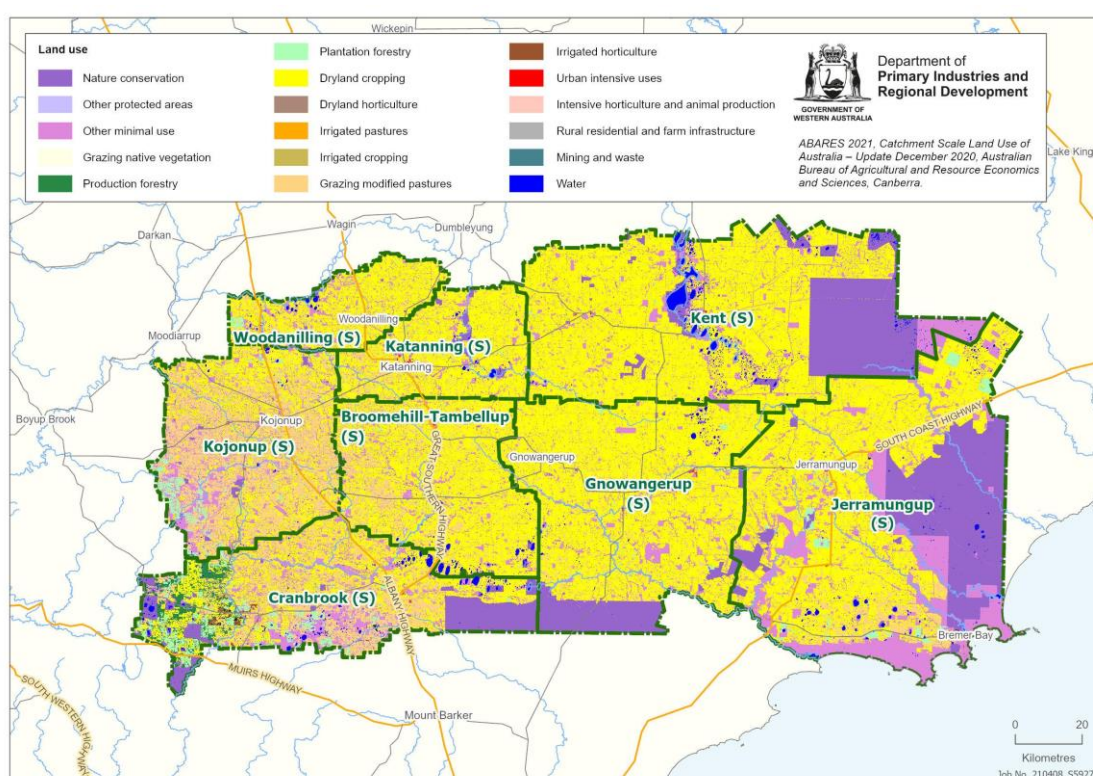 Wickepin
Land use
Nature conservation
Other protected areas
Other minimal use
Grazing native vegetation
Production forestry
Plantation forestry
Dryland cropping
Dryland horticulture
Irrigated pastures
Irrigated cropping
Grazing modified pastures
Irrigated horticulture
Urban intensive uses
Intensive horticulture and animal production
Rural residential and farm infrastructure
Mining and waste
Water
GOVERNMENT OF
WESTERN AUSTRALIA
Department of
Primary Industries and
Regional Development
ABARES 2021, Catchment Scale Land Use of
Australia – Update December 2020, Australian
Bureau of Agricultural and Resource Economics
and Sciences, Canberra.
Lake King
Darkan
Wagin
Dumbleyung
Moodiarrup
Woodanilling
Woodanilling (S)
Katanning (S)
Katanning
Kent (S)
Boyup Brook
Kojonup
Kojonup (S)
Broomehill-Tambellup
(S)
GREAT SOUTHERN HIGHWAY
Gnowangerup
Gnowangerup
(S)
SOUTH COAST HIGHWAY
Jerramungup
Jerramungup
(S)
Cranbrook (S)
ALBANY HIGHWAY
Bremer Bay
MUIRS HIGHWAY
SOUTH WESTERN HIGHWAY
Mount Barker
0 20
Kilometres
Job No. 210408_S5927